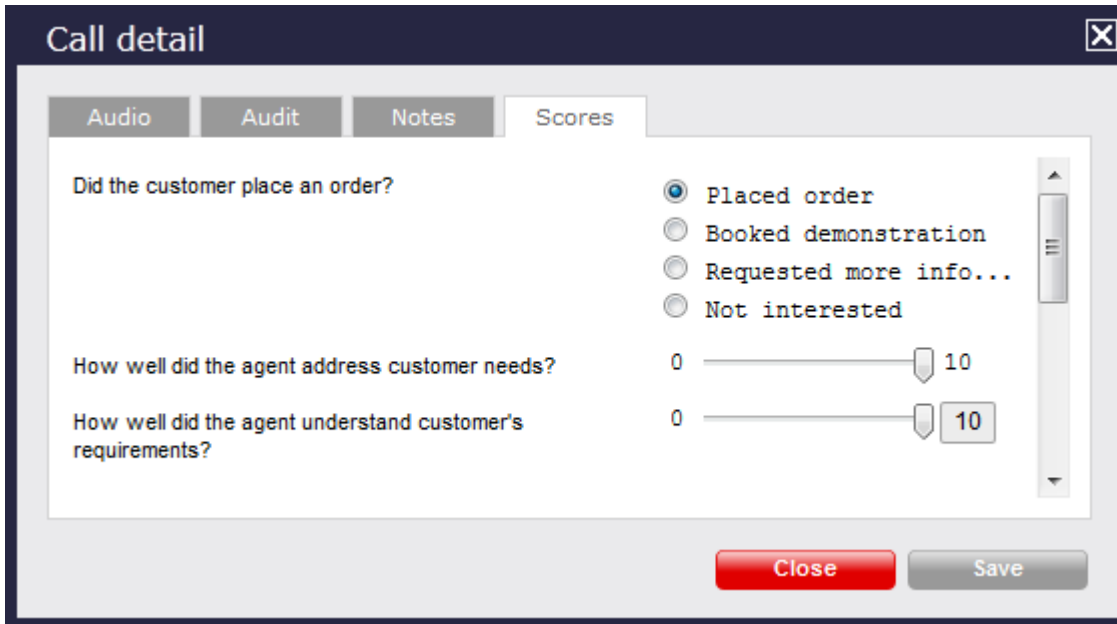 Call detail
Audio Audit Notes Scores
Did the customer place an order?
Placed order
Booked demonstration
Requested more info...
Not interested
How well did the agent address customer needs?
0 10
How well did the agent understand customer's
requirements?
0 10
Close Save